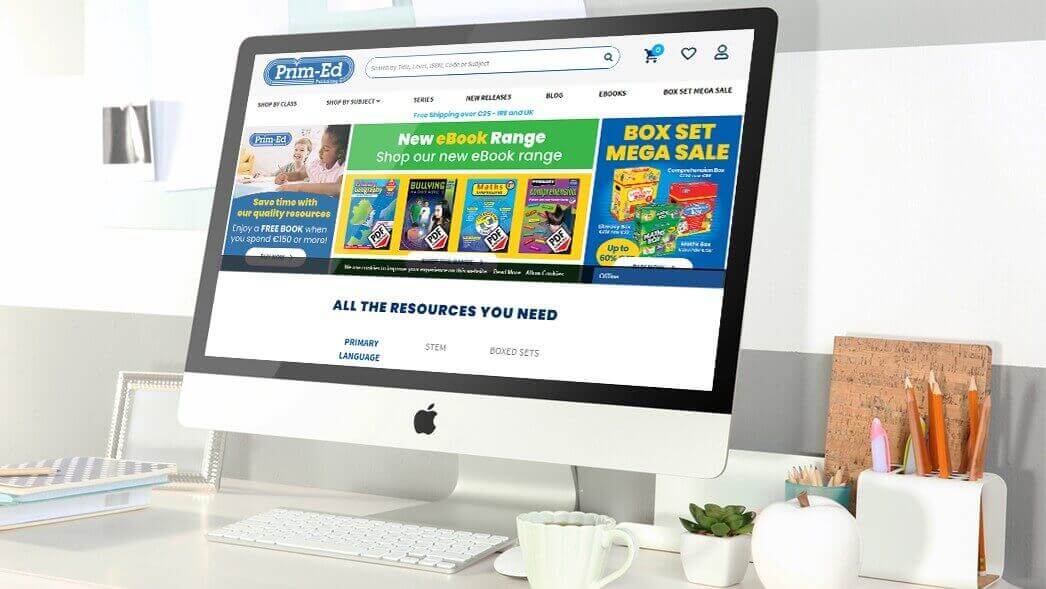 Prim-Ed
Publishing
Search by Title, Level, ISBN, Code or Subject
0
SHOP BY CLASS
SHOP BY SUBJECT
SERIES
NEW RELEASES
BLOG
EBOOKS
BOX SET MEGA SALE
Free Shipping over €25 - IRE and UK
Prim-Ed
Save time with
our quality resources
Enjoy a FREE BOOK when
you spend €150 or more!
New eBook Range
Shop our new eBook range
Geography
PDF
BULLYING
PDF
Maths
PDF
PRIMARY
Comprehension
PDF
BOX SET
MEGA SALE
Comprehension Box
Literacy Box
MATHS
BOX
Maths Box
Up to
60%
We use cookies to improve your experience on this website. Read More Allow Cookies
Offline
ALL THE RESOURCES YOU NEED
PRIMARY
LANGUAGE
STEM
BOXED SETS